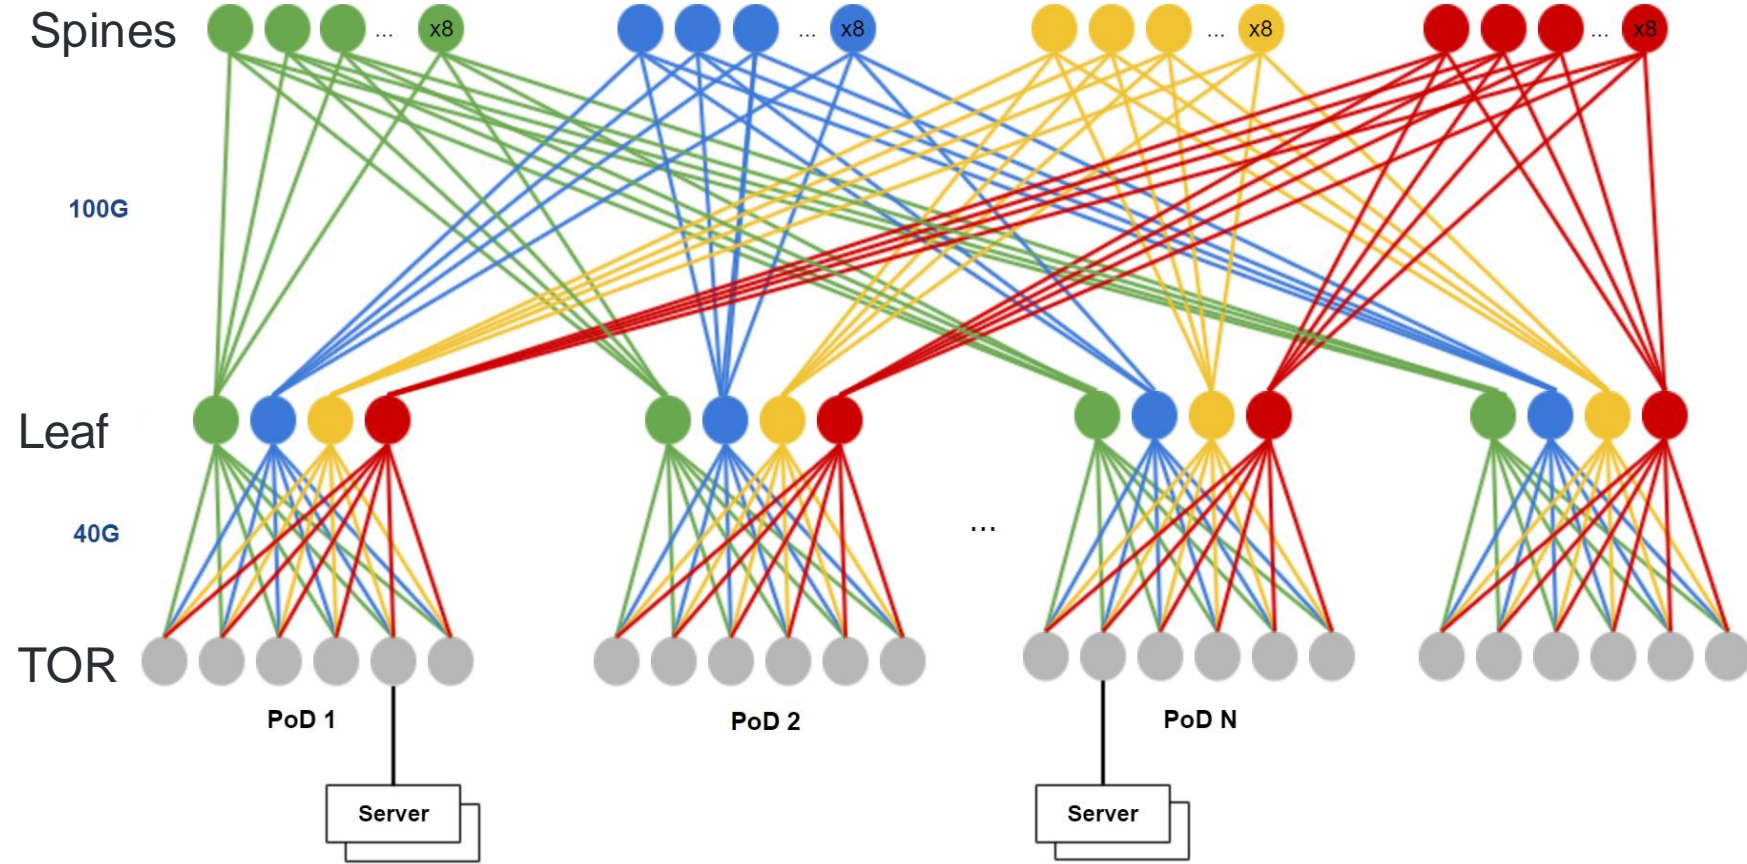 Spines
...
x8
...
x8
...
x8
...
x8
100G
Leaf
40G
...
TOR
PoD 1
PoD 2
PoD N
Server
Server